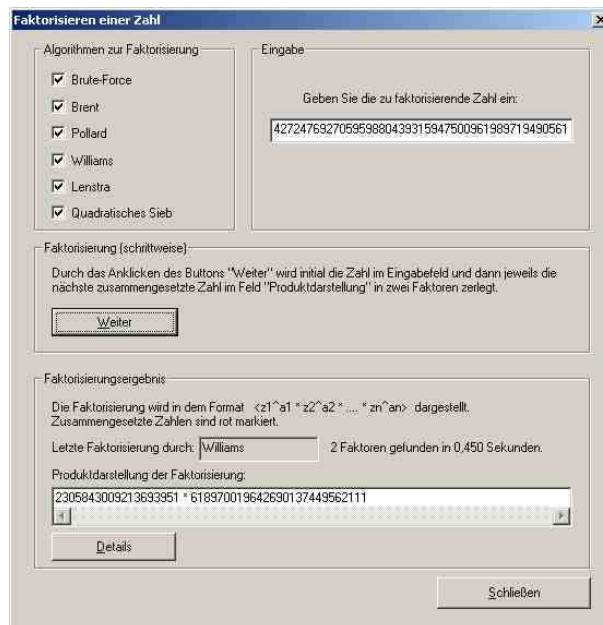 Faktorisieren einer Zahl
Algorithmen zur Faktorisierung
Brute-Force
Brent
Pollard
Williams
Lenstra
Quadratisches Sieb
Eingabe
Geben Sie die zu faktorisierende Zahl ein:
427247692705959880439315947500961989719490561
Faktorisierung (schrittweise)
Durch das Anklicken des Buttons "Weiter" wird initial die Zahl im Eingabefeld und dann jeweils die
nächste zusammengesetzte Zahl im Feld "Produktdarstellung" in zwei Faktoren zerlegt.
Weiter
Faktorisierungsergebnis
Die Faktorisierung wird in dem Format <z1^a1 * z2^a2 * .... * zn^an> dargestellt.
Zusammengesetzte Zahlen sind rot markiert.
Letzte Faktorisierung durch: Williams 2 Faktoren gefunden in 0,450 Sekunden.
Produktdarstellung der Faktorisierung:
2305843009213693951 * 618970019642690137449562111
Details
Schließen